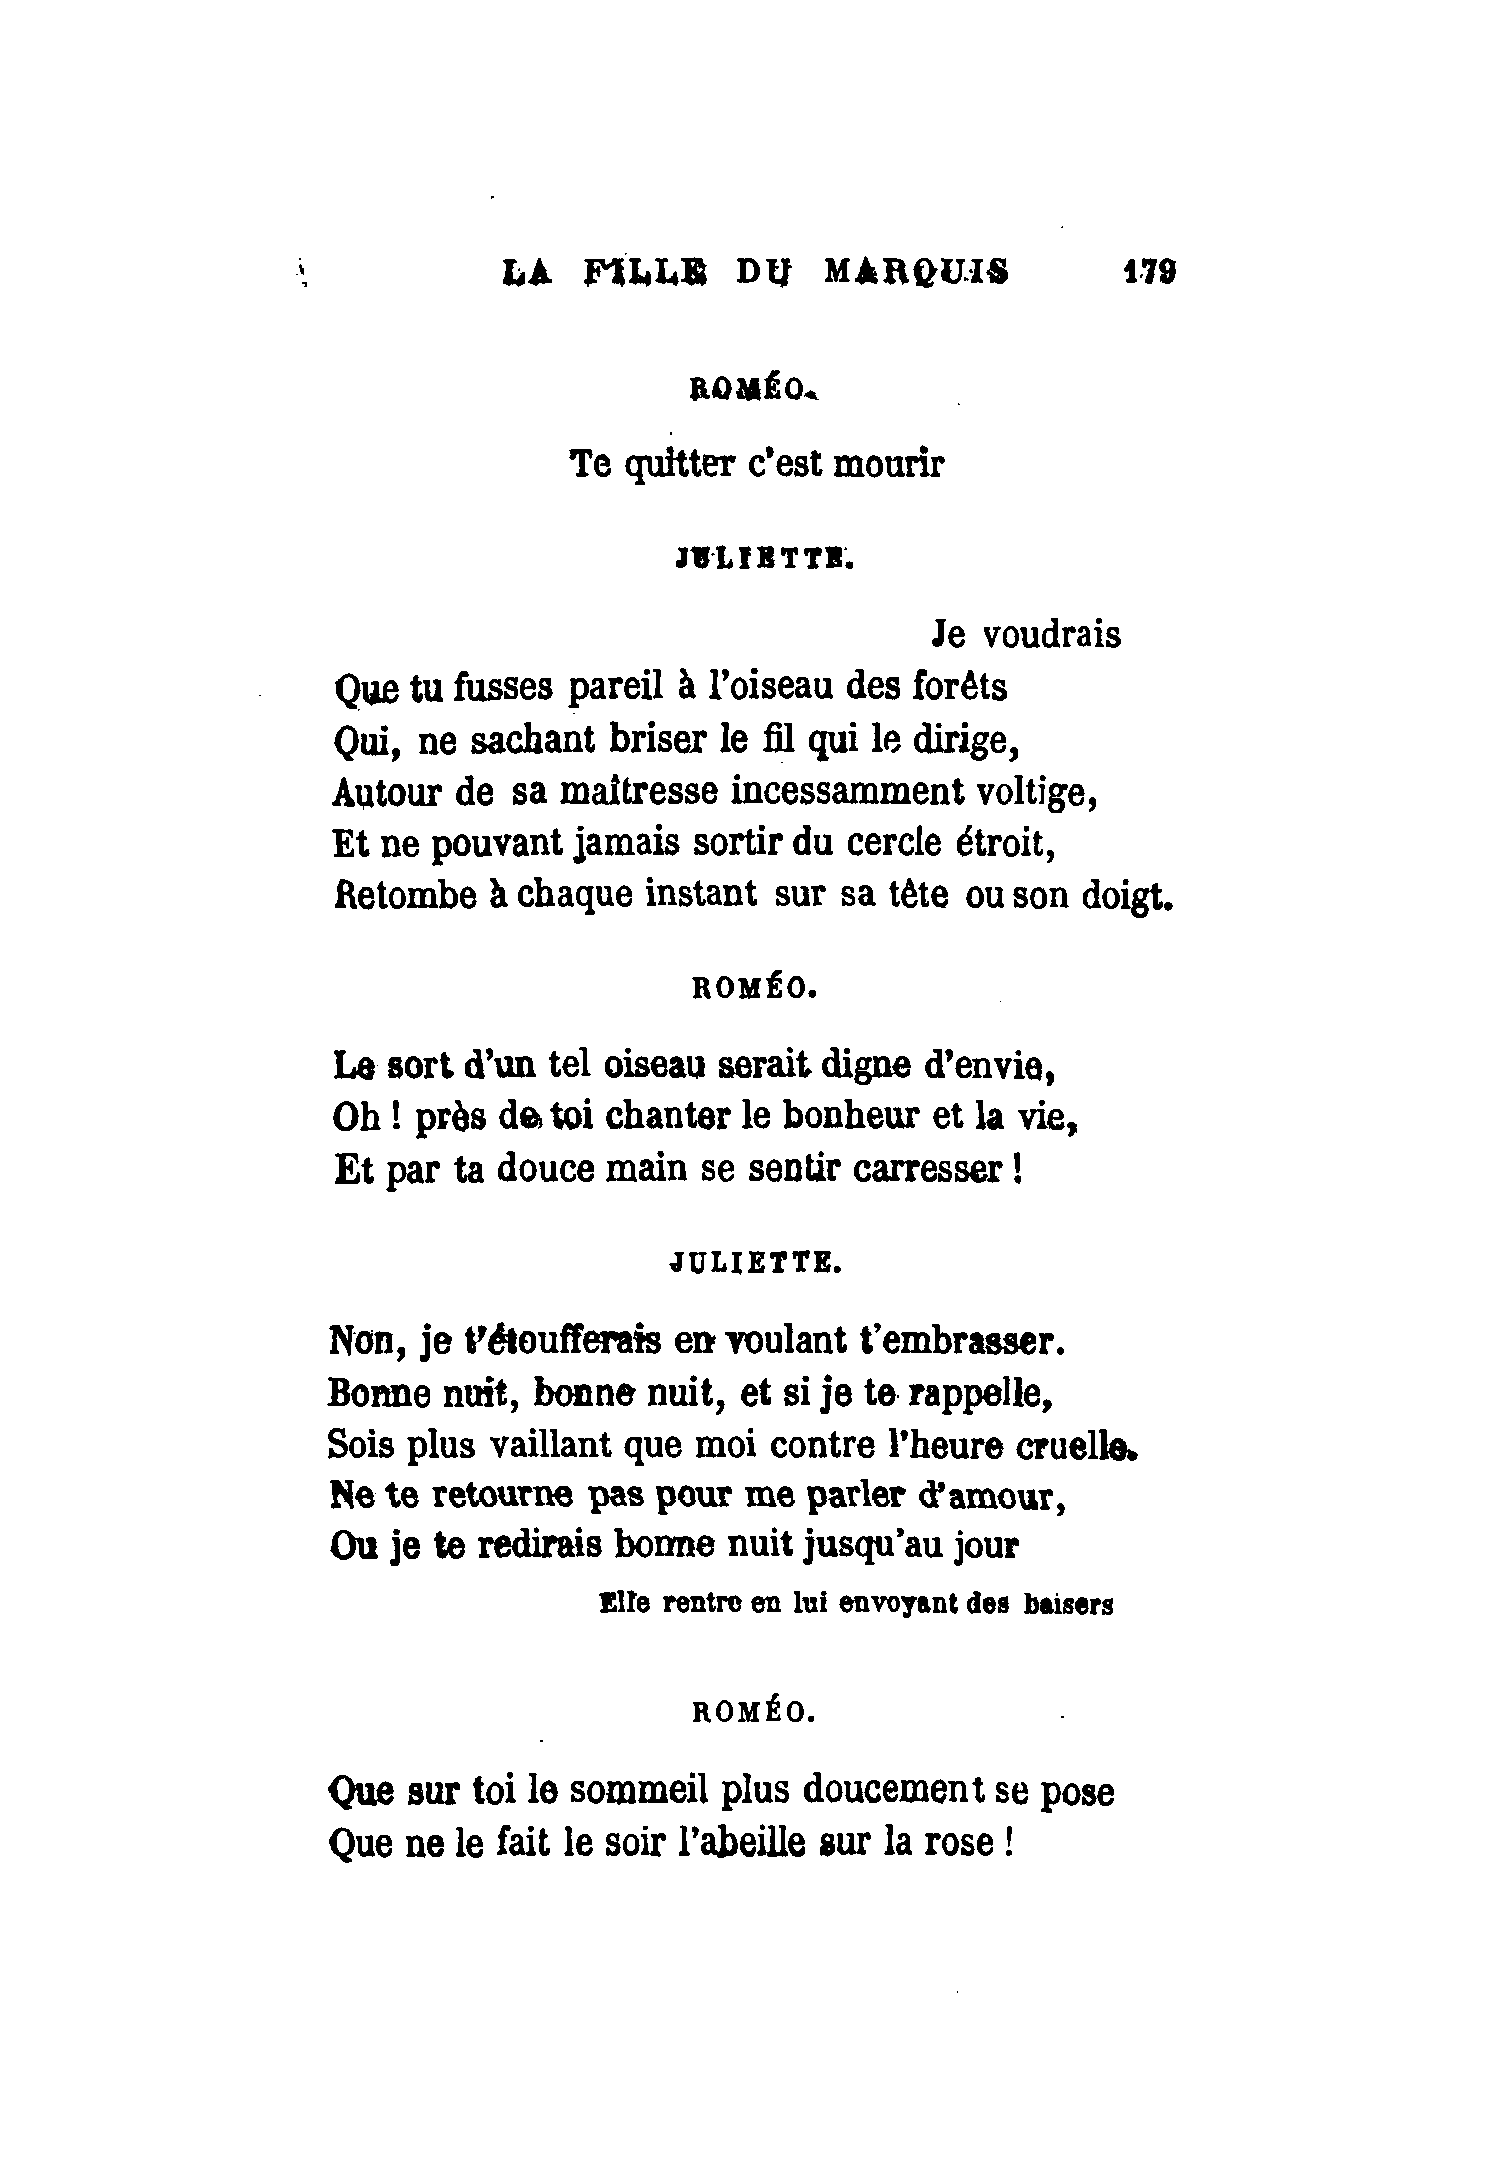 LA FILLE DU MARQUIS 179
ROMÉO.
Te quitter c'est mourir
JULIETTE.
Je voudrais
Que tu fusses pareil à l'oiseau des forêts
Qui, ne sachant briser le fil qui le dirige,
Autour de sa maîtresse incessamment voltige,
Et ne pouvant jamais sortir du cercle étroit,
Retombe à chaque instant sur sa tête ou son doigt.
ROMÉO.
Le sort d'un tel oiseau serait digne d'envie,
Oh ! près de toi chanter le bonheur et la vie,
Et par ta douce main se sentir carresser !
JULIETTE.
Non, je t'étoufferais en voulant t'embrasser.
Bonne nuit, bonne nuit, et si je te rappelle,
Sois plus vaillant que moi contre l'heure cruelle.
Ne te retourne pas pour me parler d'amour,
Ou je te redirais bonne nuit jusqu'au jour
Elle rentre en lui envoyant des baisers
ROMÉO.
Que sur toi le sommeil plus doucement se pose
Que ne le fait le soir l'abeille sur la rose !